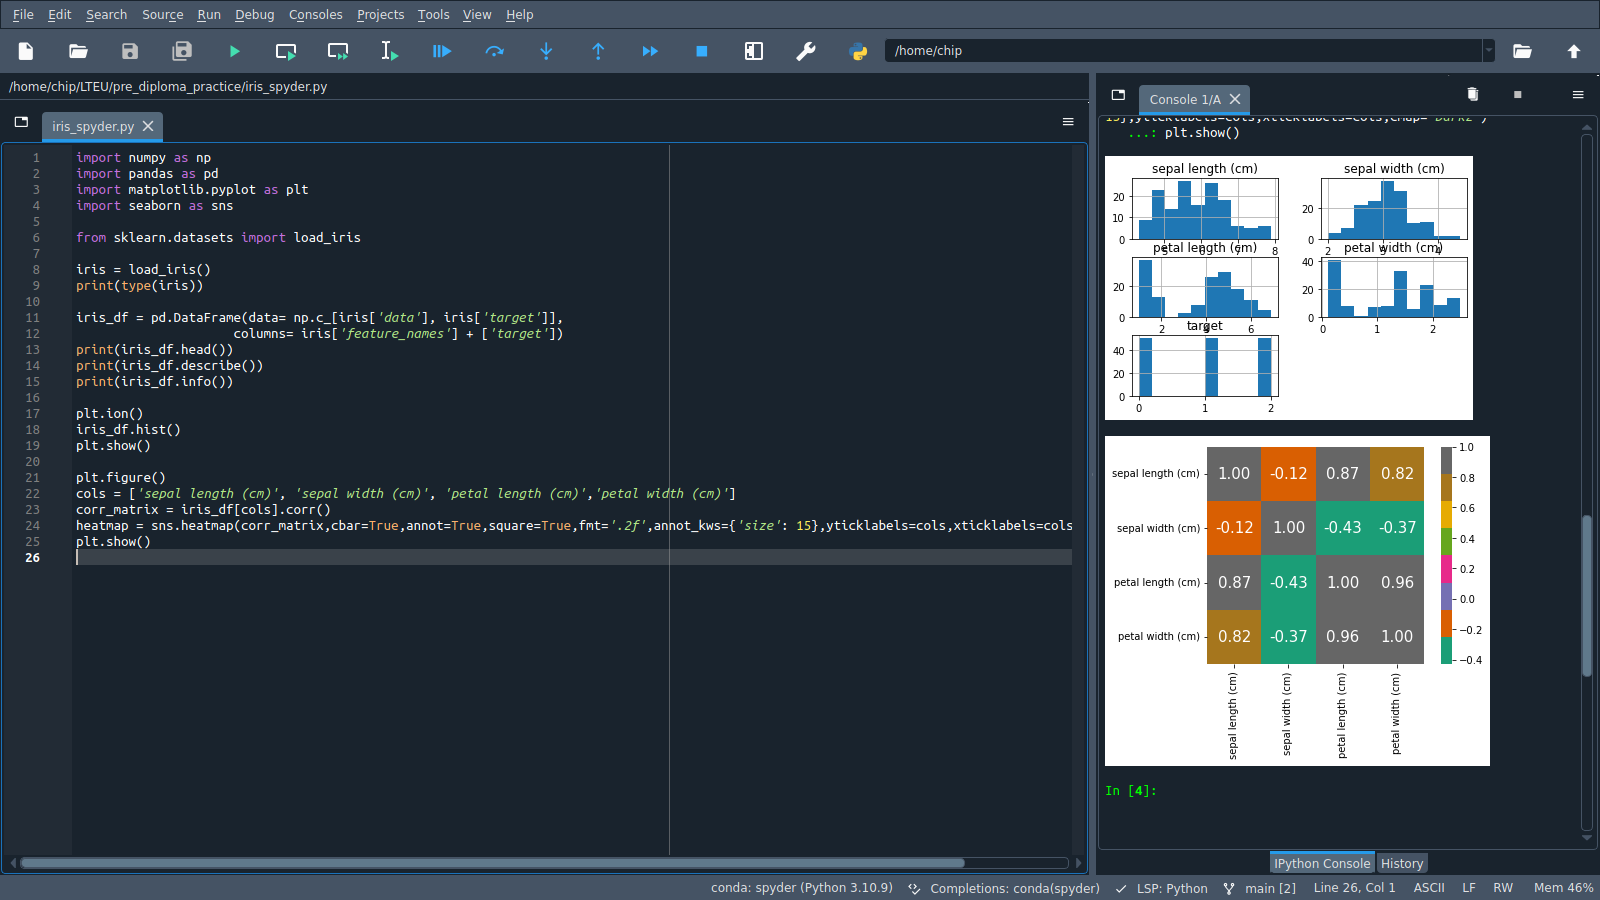 File Edit Search Source Run Debug Consoles Projects Tools View Help
/home/chip
/home/chip/LTEU/pre_diploma_practice/iris_spyder.py
iris_spyder.py
1 import numpy as np
2 import pandas as pd
3 import matplotlib.pyplot as plt
4 import seaborn as sns
5
6 from sklearn.datasets import load_iris
7
8 iris = load_iris()
9 print(type(iris))
10
11 iris_df = pd.DataFrame(data= np.c_[iris['data'], iris['target']],
12 columns= iris['feature_names'] + ['target'])
13 print(iris_df.head())
14 print(iris_df.describe())
15 print(iris_df.info())
16
17 plt.ion()
18 iris_df.hist()
19 plt.show()
20
21 plt.figure()
22 cols = ['sepal length (cm)', 'sepal width (cm)', 'petal length (cm)','petal width (cm)']
23 corr_matrix = iris_df[cols].corr()
24 heatmap = sns.heatmap(corr_matrix,cbar=True,annot=True,square=True,fmt='.2f',annot_kws={'size': 15},yticklabels=cols,xticklabels=cols
25 plt.show()
26
Console 1/A
15},yticklabels=cols,xticklabels=cols,cmap='Dark2')
...: plt.show()
sepal length (cm)
20
10
0
5 6 7 8
sepal width (cm)
20
0
2 3 4
petal length (cm)
20
0
2 4 6
petal width (cm)
40
20
0
0 1 2
target
40
20
0
0 1 2
sepal length (cm) 1.00 -0.12 0.87 0.82
sepal width (cm) -0.12 1.00 -0.43 -0.37
petal length (cm) 0.87 -0.43 1.00 0.96
petal width (cm) 0.82 -0.37 0.96 1.00
sepal length (cm)
sepal width (cm)
petal length (cm)
petal width (cm)
1.0
0.8
0.6
0.4
0.2
0.0
−0.2
−0.4
In [4]:
IPython Console History
conda: spyder (Python 3.10.9) Completions: conda(spyder) LSP: Python main [2] Line 26, Col 1 ASCII LF RW Mem 46%